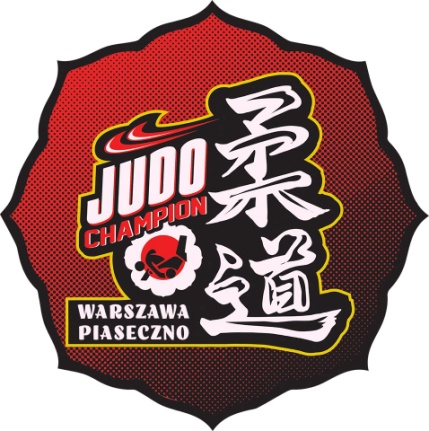 JUDO
CHAMPION
柔道
WARSZAWA
PIASECZNO